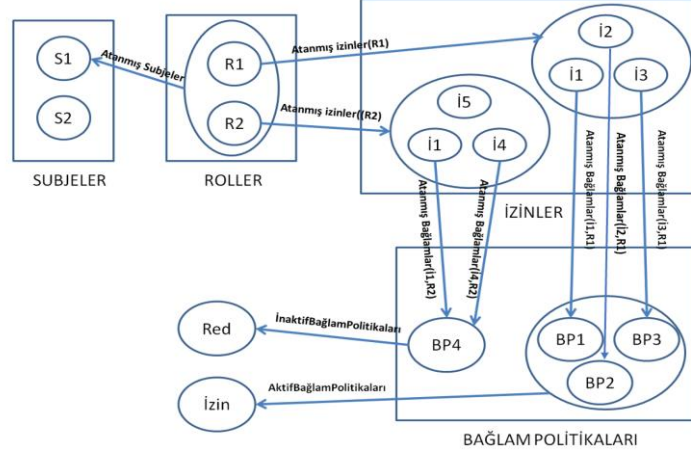 S1
S2
SUBJELER
Atanmış Subjeler
R1
R2
ROLLER
Atanmış izinler(R1)
Atanmış izinler((R2)
İ2
İ1
İ3
İ5
İ1
İ4
İZİNLER
Atanmış Bağlamlar(İ1,R2)
Atanmış Bağlamlar(İ4,R2)
Atanmış Bağlamlar(İ1,R1)
Atanmış Bağlamlar(İ2,R1)
Atanmış Bağlamlar(İ3,R1)
Red
İnaktifBağlamPolitikaları
BP4
BP1
BP3
BP2
İzin
AktifBağlamPolitikaları
BAĞLAM POLİTİKALARI